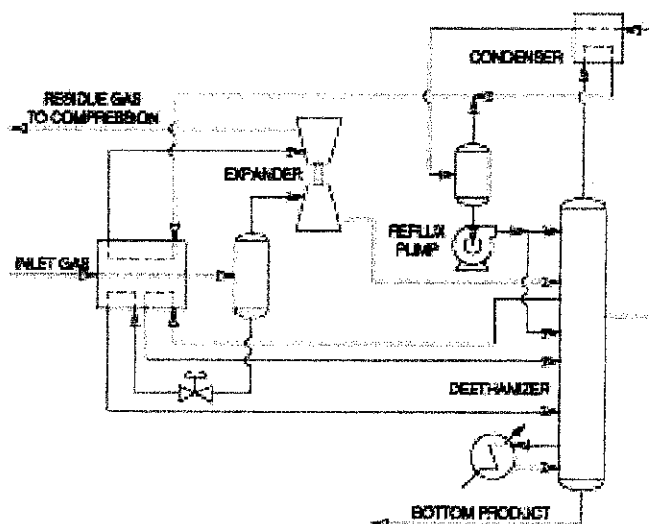 CONDENSER
RESIDUE GAS
TO COMPRESSION
EXPANDER
REFLUX
PUMP
INLET GAS
DEETHANIZER
BOTTOM PRODUCT